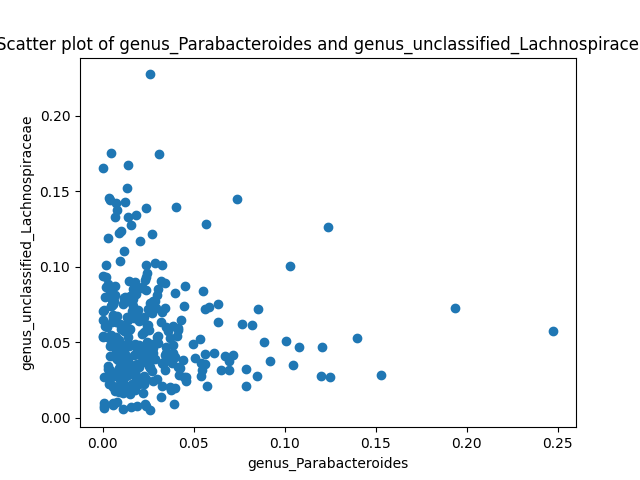 Scatter plot of genus_Parabacteroides and genus_unclassified_Lachnospirace
0.20
0.15
0.10
0.05
0.00
genus_unclassified_Lachnospiraceae
0.00 0.05 0.10 0.15 0.20 0.25
genus_Parabacteroides